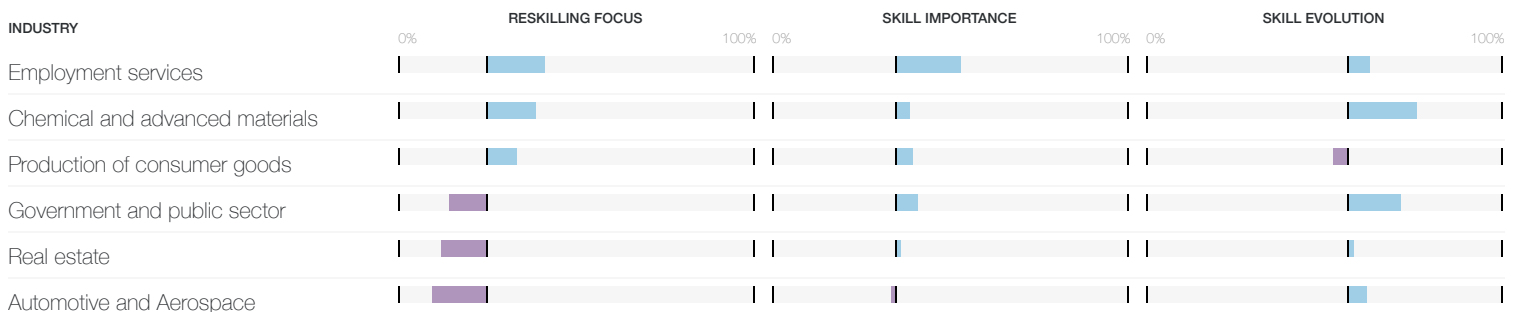 INDUSTRY RESKILLING FOCUS SKILL IMPORTANCE SKILL EVOLUTION
0% 100% 0% 100% 0% 100%
Employment services
Chemical and advanced materials
Production of consumer goods
Government and public sector
Real estate
Automotive and Aerospace